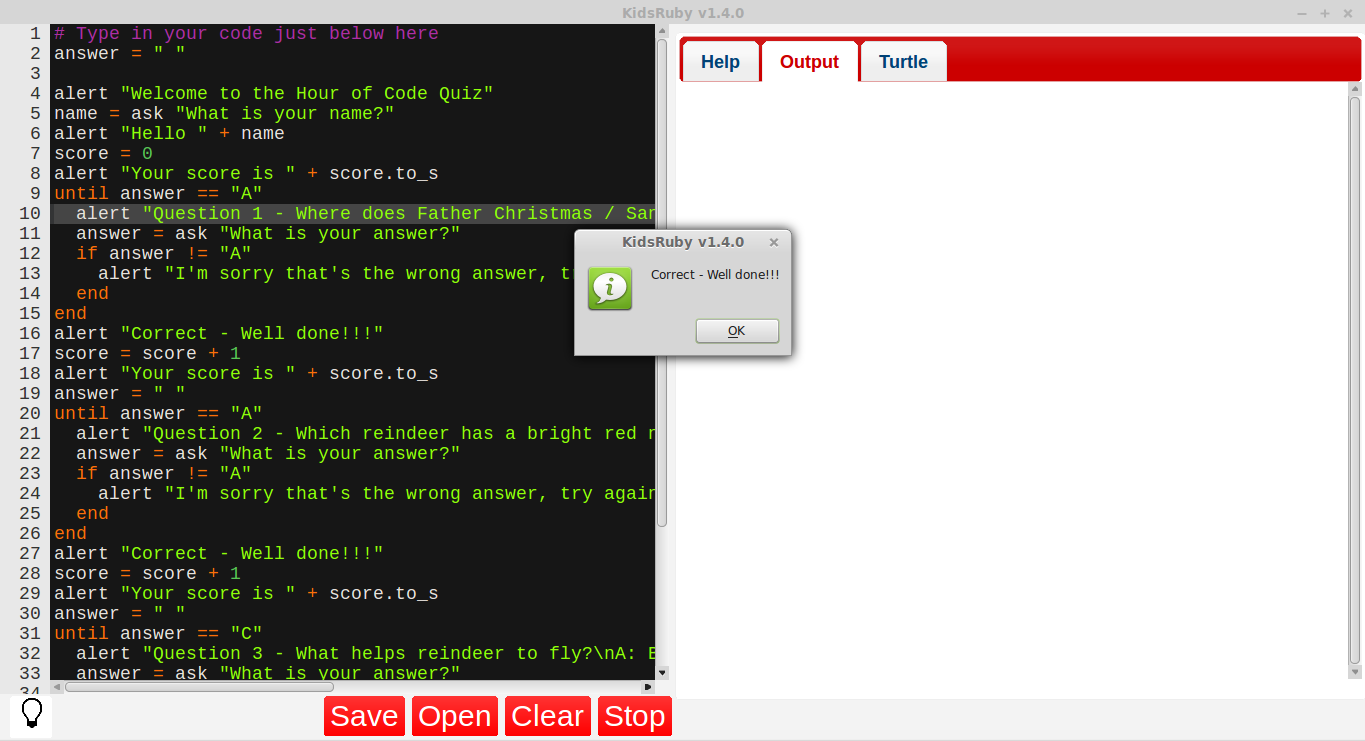 KidsRuby v1.4.0
1 # Type in your code just below here
2 answer = " "
3
4 alert "Welcome to the Hour of Code Quiz"
5 name = ask "What is your name?"
6 alert "Hello " + name
7 score = 0
8 alert "Your score is " + score.to_s
9 until answer == "A"
10 alert "Question 1 - Where does Father Christmas / San
11 answer = ask "What is your answer?"
12 if answer != "A"
13 alert "I'm sorry that's the wrong answer, t
14 end
15 end
16 alert "Correct - Well done!!!"
17 score = score + 1
18 alert "Your score is " + score.to_s
19 answer = " "
20 until answer == "A"
21 alert "Question 2 - Which reindeer has a bright red
22 answer = ask "What is your answer?"
23 if answer != "A"
24 alert "I'm sorry that's the wrong answer, try again
25 end
26 end
27 alert "Correct - Well done!!!"
28 score = score + 1
29 alert "Your score is " + score.to_s
30 answer = " "
31 until answer == "C"
32 alert "Question 3 - What helps reindeer to fly?\nA:
33 answer = ask "What is your answer?"
34
Help Output Turtle
KidsRuby v1.4.0
Correct - Well done!!!
OK
Save Open Clear Stop